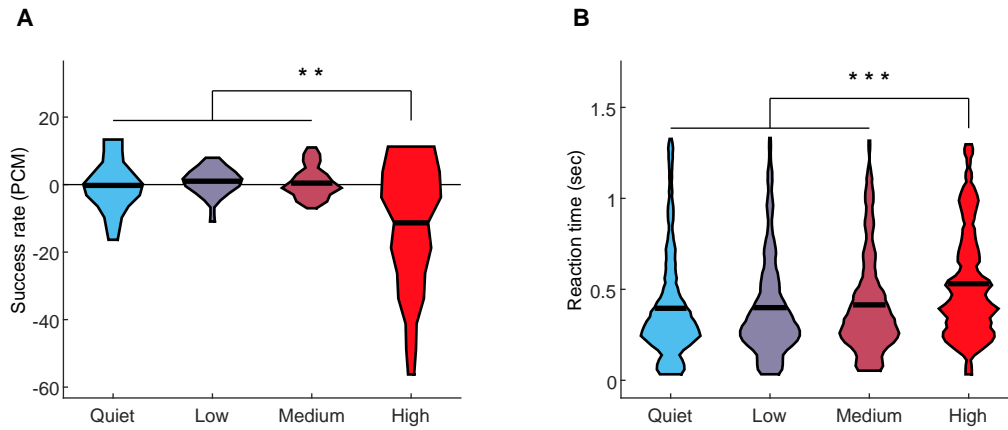 A
Success rate (PCM)
20
0
-20
-40
-60
* *
Quiet Low Medium High
B
Reaction time (sec)
1.5
1
0.5
0
* * *
Quiet Low Medium High